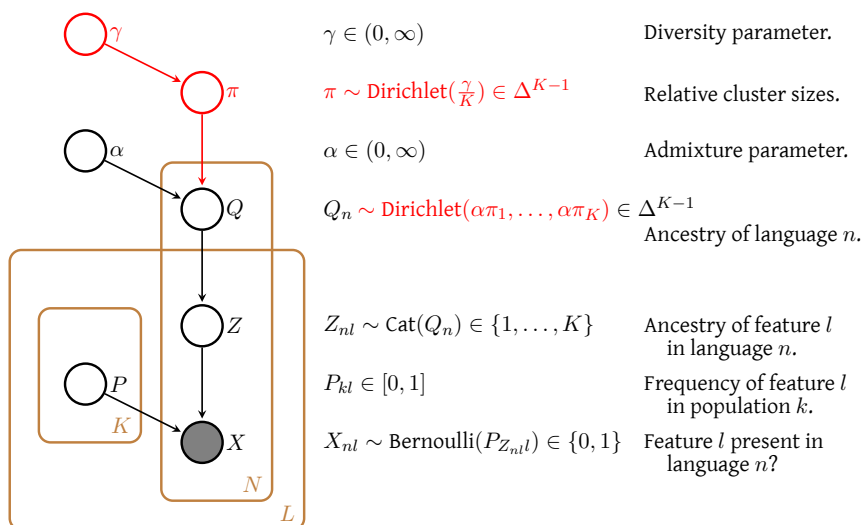 γ γ ∈ (0, ∞) Diversity parameter.
π π ∼ Dirichlet(γ/K) ∈ Δ^{K−1} Relative cluster sizes.
α α ∈ (0, ∞) Admixture parameter.
Q Q_n ∼ Dirichlet(απ_1, . . . , απ_K) ∈ Δ^{K−1}
Ancestry of language n.
Z Z_{nl} ∼ Cat(Q_n) ∈ {1, . . . , K} Ancestry of feature l
in language n.
P P_{kl} ∈ [0, 1] Frequency of feature l
K in population k.
X X_{nl} ∼ Bernoulli(P_{Z_{nl}l}) ∈ {0, 1} Feature l present in
language n?
N
L